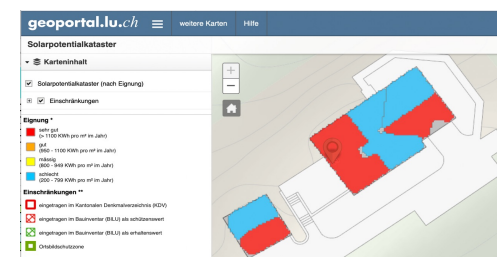 geoportal.lu.ch
weitere Karten
Hilfe
Solarpotentialkataster
Karteninhalt
Solarpotentialkataster (nach Eignung)
Einschränkungen
Eignung *
sehr gut
(> 1100 KWh pro m² im Jahr)
gut
(950 - 1100 KWh pro m² im Jahr)
mässig
(800 - 949 KWh pro m² im Jahr)
schlecht
(200 - 799 KWh pro m² im Jahr)
Einschränkungen **
eingetragen im Kantonalen Denkmalverzeichnis (KDV)
eingetragen im Bauinventar (BILU) als schützenswert
eingetragen im Bauinventar (BILU) als erhaltenswert
Ortsbildschutzzone